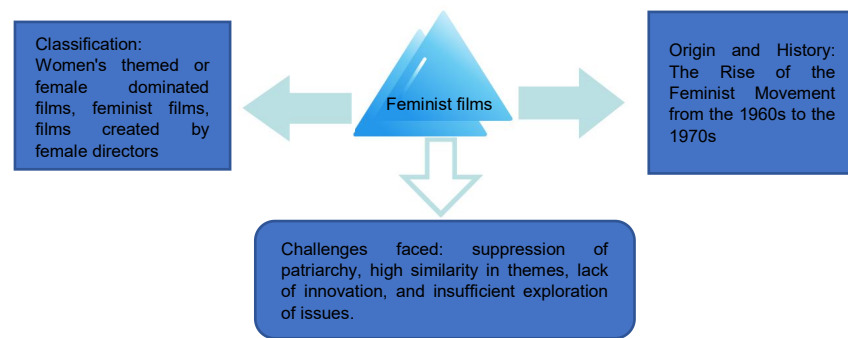 Classification:
Women's themed or
female dominated
films, feminist films,
films created by
female directors
Feminist films
Origin and History:
The Rise of the
Feminist Movement
from the 1960s to the
1970s
Challenges faced: suppression of
patriarchy, high similarity in themes, lack
of innovation, and insufficient exploration
of issues.